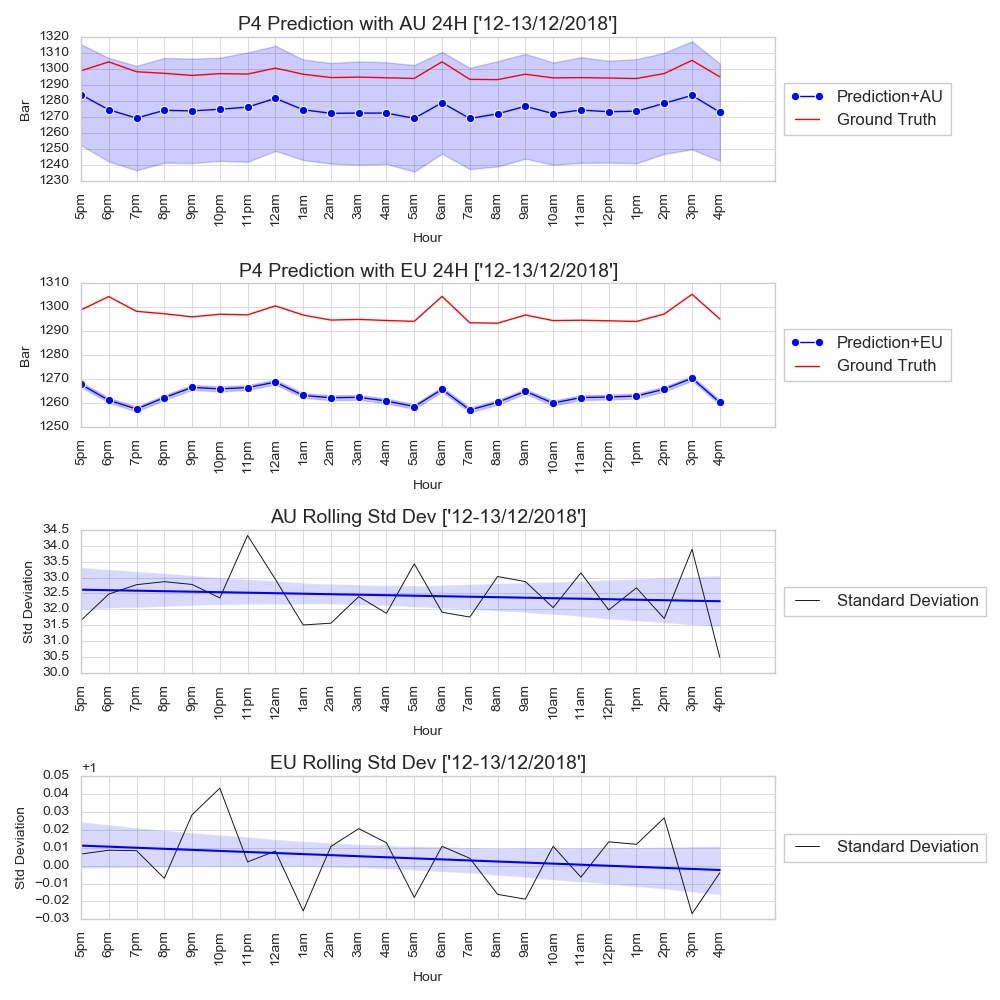 P4 Prediction with AU 24H ['12-13/12/2018']
1320
1310
1300
1290
1280
1270
1260
1250
1240
1230
Bar
5pm 6pm 7pm 8pm 9pm 10pm 11pm 12am 1am 2am 3am 4am 5am 6am 7am 8am 9am 10am 11am 12pm 1pm 2pm 3pm 4pm
Hour
Prediction+AU
Ground Truth
P4 Prediction with EU 24H ['12-13/12/2018']
1310
1300
1290
1280
1270
1260
1250
Bar
5pm 6pm 7pm 8pm 9pm 10pm 11pm 12am 1am 2am 3am 4am 5am 6am 7am 8am 9am 10am 11am 12pm 1pm 2pm 3pm 4pm
Hour
Prediction+EU
Ground Truth
AU Rolling Std Dev ['12-13/12/2018']
34.5
34.0
33.5
33.0
32.5
32.0
31.5
31.0
30.5
30.0
Std Deviation
5pm 6pm 7pm 8pm 9pm 10pm 11pm 12am 1am 2am 3am 4am 5am 6am 7am 8am 9am 10am 11am 12pm 1pm 2pm 3pm 4pm
Hour
Standard Deviation
EU Rolling Std Dev ['12-13/12/2018']
+1
0.05
0.04
0.03
0.02
0.01
0.00
−0.01
−0.02
−0.03
Std Deviation
5pm 6pm 7pm 8pm 9pm 10pm 11pm 12am 1am 2am 3am 4am 5am 6am 7am 8am 9am 10am 11am 12pm 1pm 2pm 3pm 4pm
Hour
Standard Deviation